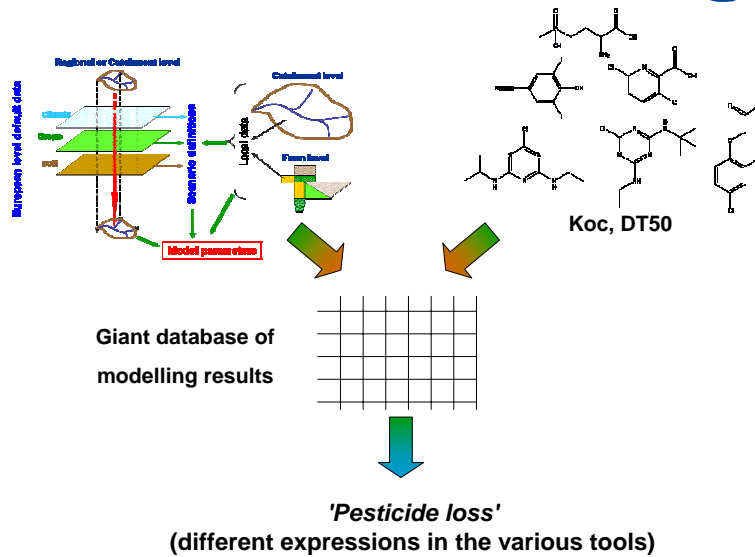 Regional or Catchment level
European level default data
climate
soil
Scenario definitions
Local data
Catchment level
Farm level
Model parameters
Koc, DT50
Giant database of
modelling results
'Pesticide loss'
(different expressions in the various tools)